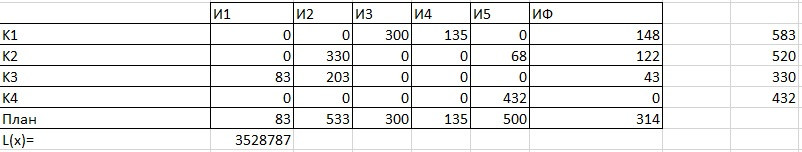 И1 И2 И3 И4 И5 ИФ
К1 0 0 300 135 0 148 583
К2 0 330 0 0 68 122 520
К3 83 203 0 0 0 43 330
К4 0 0 0 0 432 0 432
План 83 533 300 135 500 314
L(x)= 3528787